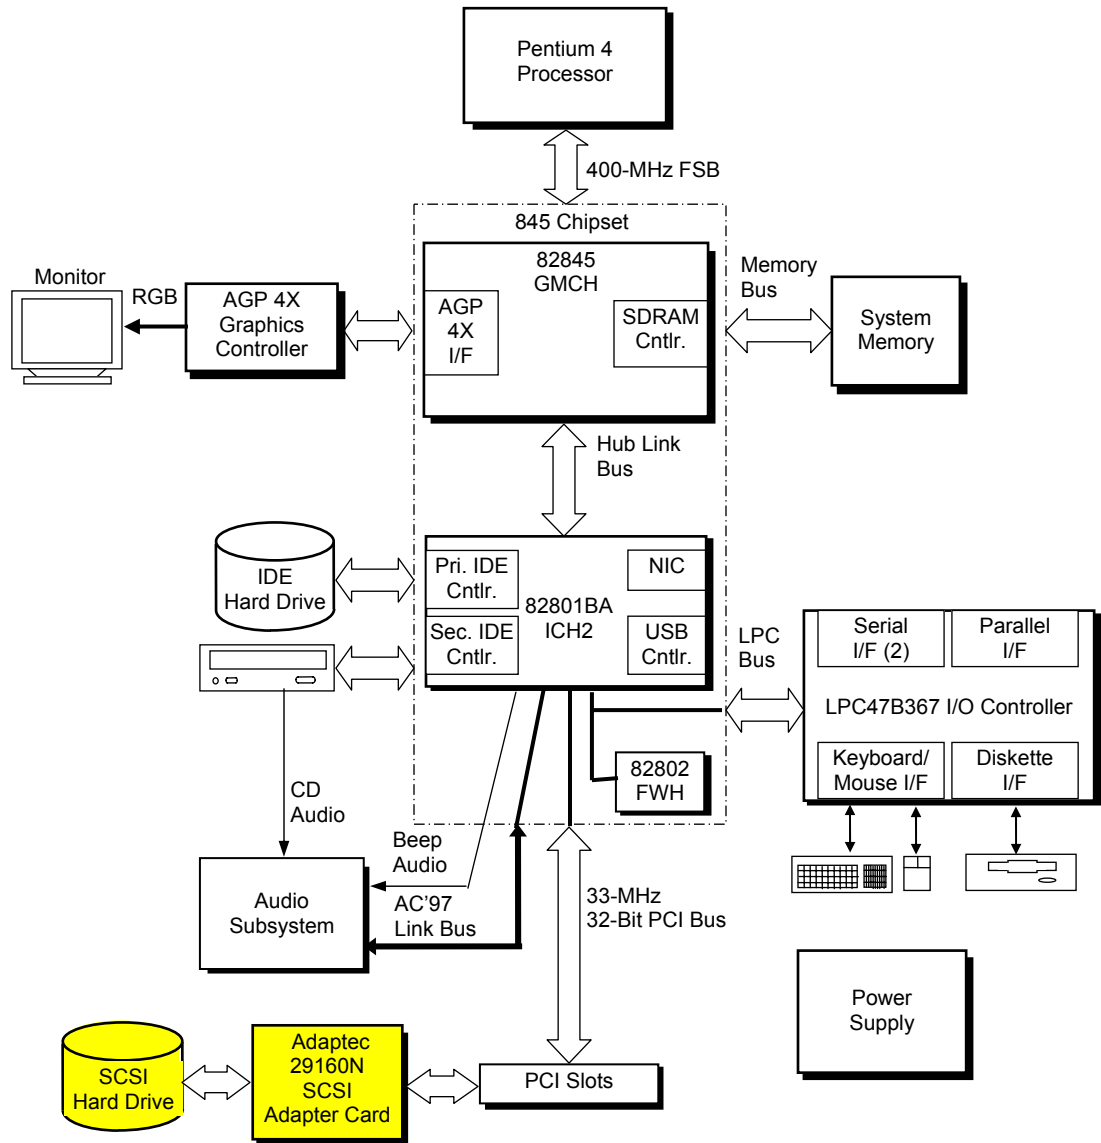 Pentium 4
Processor
400-MHz FSB
845 Chipset
82845
GMCH
AGP
4X
I/F
SDRAM
Cntlr.
Monitor
RGB
AGP 4X
Graphics
Controller
Memory
Bus
System
Memory
Hub Link
Bus
IDE
Hard Drive
Pri. IDE
Cntlr.
Sec. IDE
Cntlr.
82801BA
ICH2
NIC
USB
Cntlr.
LPC
Bus
Serial
I/F (2)
Parallel
I/F
LPC47B367 I/O Controller
Keyboard/
Mouse I/F
Diskette
I/F
82802
FWH
CD
Audio
Beep
Audio
AC'97
Link Bus
Audio
Subsystem
33-MHz
32-Bit PCI Bus
Power
Supply
SCSI
Hard Drive
Adaptec
29160N
SCSI
Adapter Card
PCI Slots